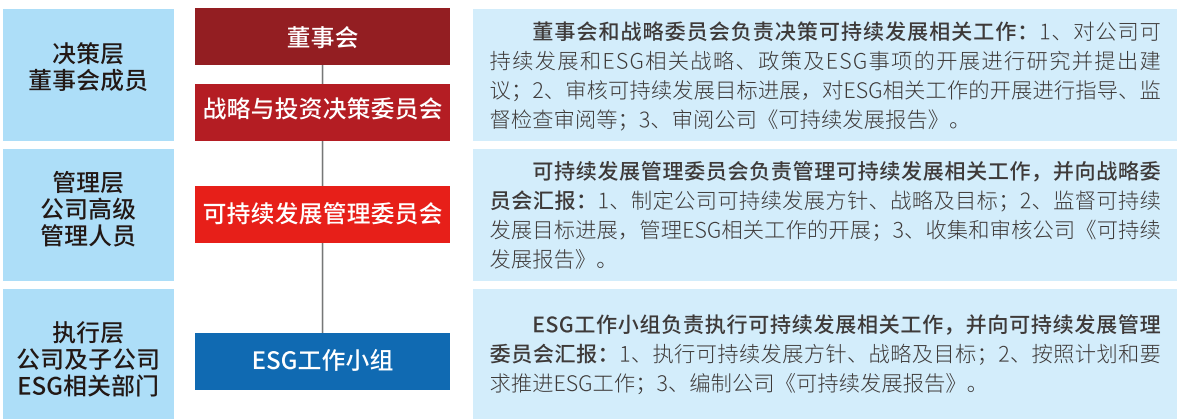 决策层
董事会成员
董事会
战略与投资决策委员会
董事会和战略委员会负责决策可持续发展相关工作：1、对公司可
持续发展和ESG相关战略、政策及ESG事项的开展进行研究并提出建
议；2、审核可持续发展目标进展，对ESG相关工作的开展进行指导、监
督检查审阅等；3、审阅公司《可持续发展报告》。
管理层
公司高级
管理人员
可持续发展管理委员会
可持续发展管理委员会负责管理可持续发展相关工作，并向战略委
员会汇报：1、制定公司可持续发展方针、战略及目标；2、监督可持续
发展目标进展，管理ESG相关工作的开展；3、收集和审核公司《可持续
发展报告》。
执行层
公司及子公司
ESG相关部门
ESG工作小组
ESG工作小组负责执行可持续发展相关工作，并向可持续发展管理
委员会汇报：1、执行可持续发展方针、战略及目标；2、按照计划和要
求推进ESG工作；3、编制公司《可持续发展报告》。